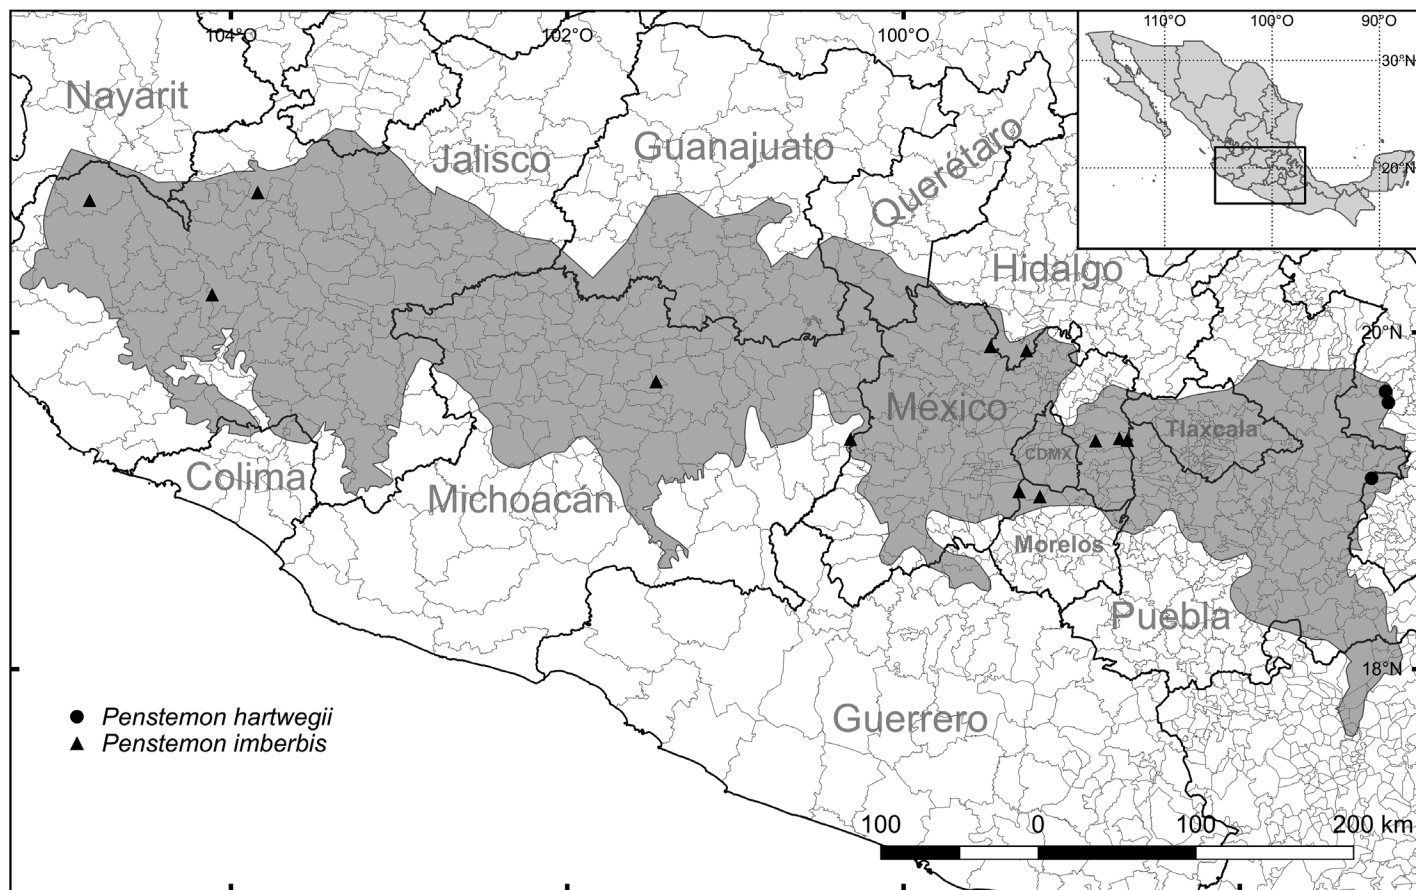 104°O
102°O
100°O
110°O
100°O
90°O
30°N
20°N
Nayarit
Jalisco
Guanajuato
Querétaro
Hidalgo
20°N
México
Tlaxcala
CDMX
Colima
Michoacán
Morelos
Puebla
18°N
Guerrero
Penstemon hartwegii
Penstemon imberbis
100 0 100 200 km